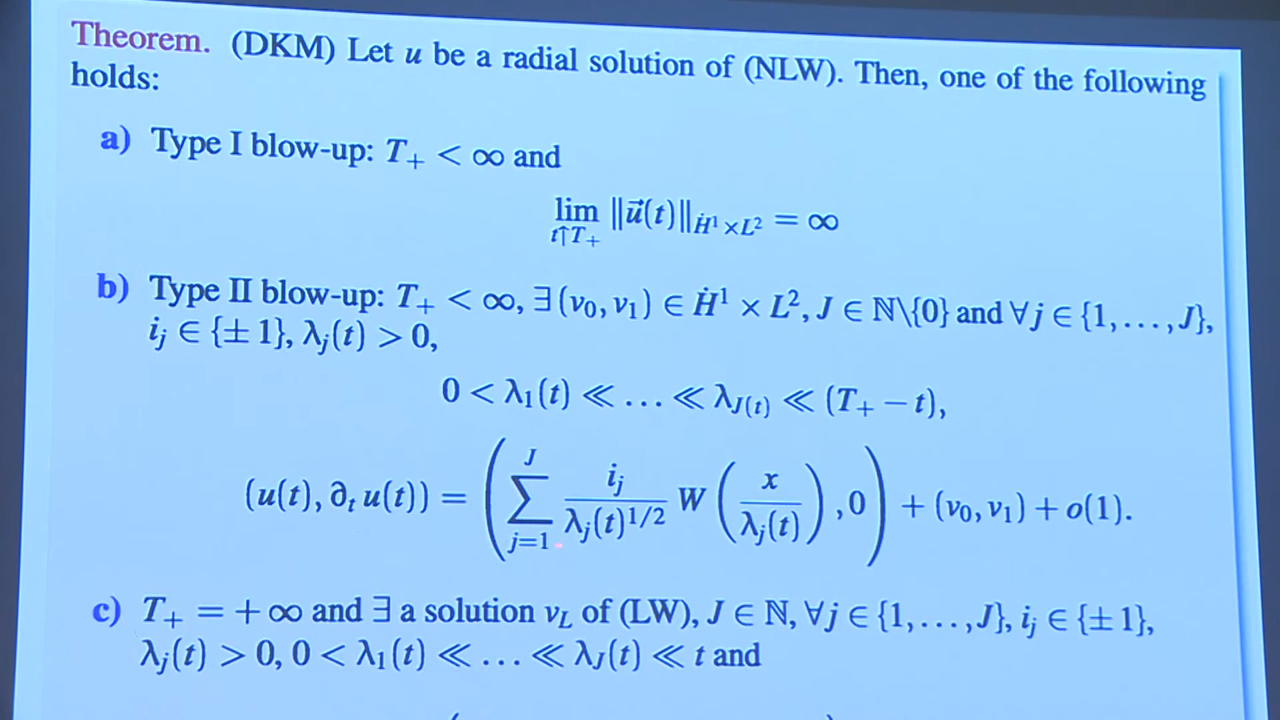 Theorem. (DKM) Let u be a radial solution of (NLW). Then, one of the following
holds:
a) Type I blow-up: T₊ < ∞ and
lim_{t↑T₊} ‖u⃗(t)‖_{Ḣ¹×L²} = ∞
b) Type II blow-up: T₊ < ∞, ∃ (v₀, v₁) ∈ Ḣ¹ × L², J ∈ ℕ\{0} and ∀ j ∈ {1, . . . , J},
i_j ∈ {± 1}, λ_j(t) > 0,
0 < λ₁(t) ≪ . . . ≪ λ_{J(t)} ≪ (T₊ − t),
(u(t), ∂_t u(t)) = ( ∑_{j=1}^{J} \frac{i_j}{λ_j(t)^{1/2}} W ( \frac{x}{λ_j(t)} ) , 0 ) + (v₀, v₁) + o(1).
c) T₊ = +∞ and ∃ a solution v_L of (LW), J ∈ ℕ, ∀ j ∈ {1, . . . , J}, i_j ∈ {± 1},
λ_j(t) > 0, 0 < λ₁(t) ≪ . . . ≪ λ_J(t) ≪ t and